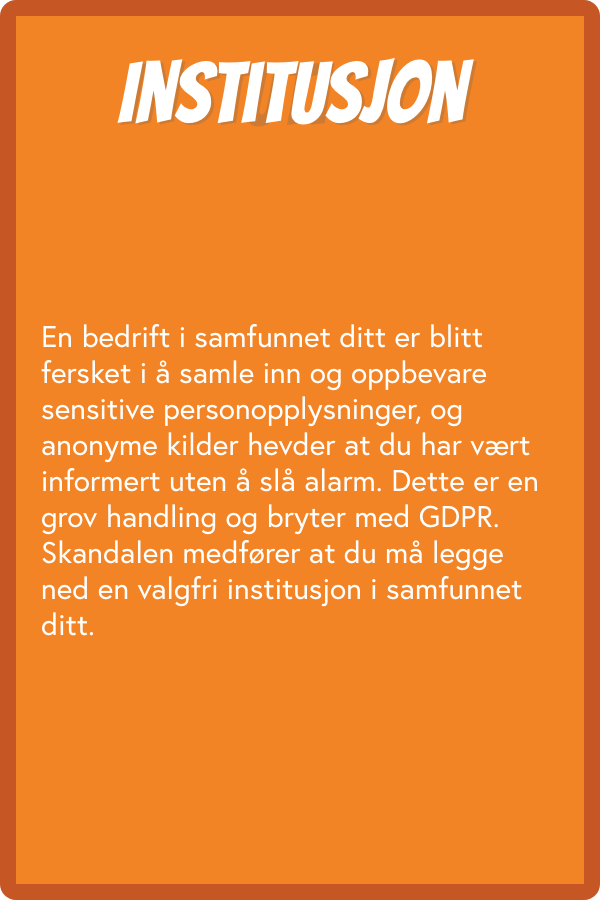 INSTITUSJON
En bedrift i samfunnet ditt er blitt
fersket i å samle inn og oppbevare
sensitive personopplysninger, og
anonyme kilder hevder at du har vært
informert uten å slå alarm. Dette er en
grov handling og bryter med GDPR.
Skandalen medfører at du må legge
ned en valgfri institusjon i samfunnet
ditt.